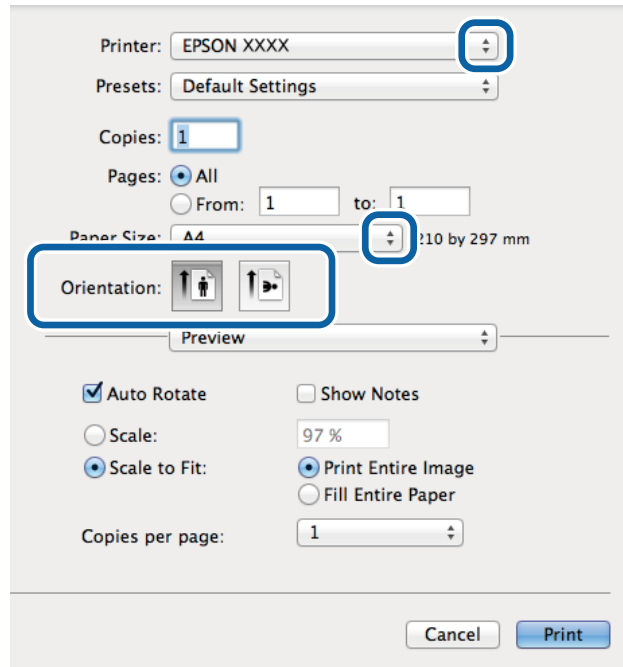 Printer: EPSON XXXX
Presets: Default Settings
Copies: 1
Pages: All
From: 1 to: 1
Paper Size: A4 210 by 297 mm
Orientation:
Preview
Auto Rotate Show Notes
Scale: 97 %
Scale to Fit: Print Entire Image
Fill Entire Paper
Copies per page: 1
Cancel Print